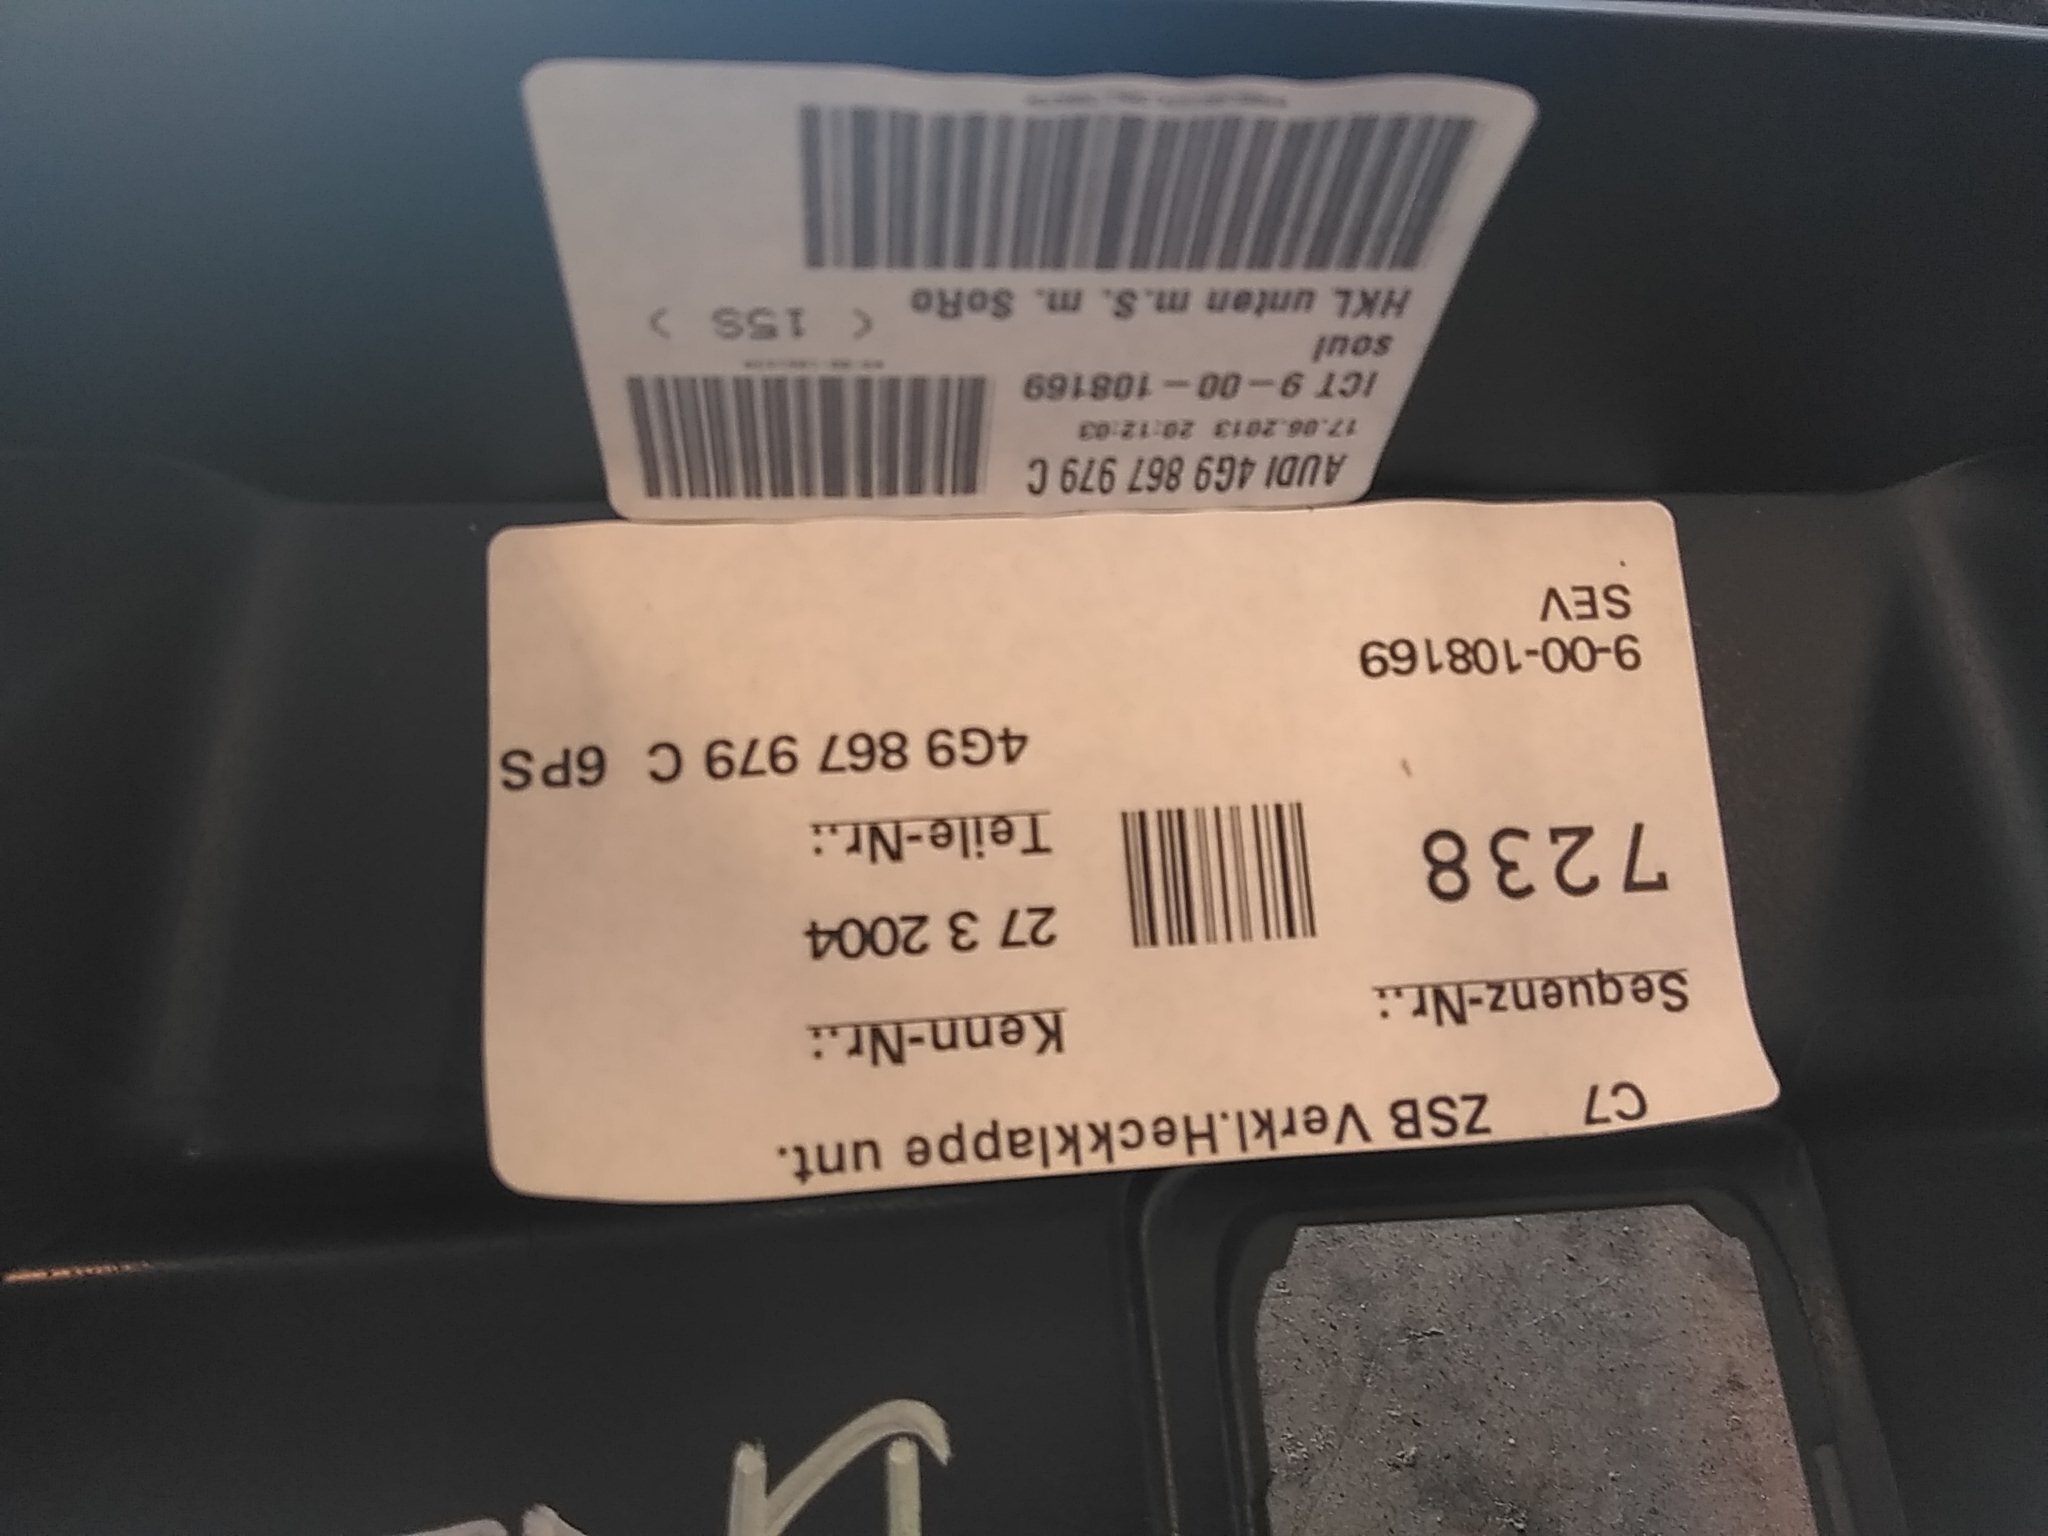 C7 ZSB Verkl.Heckklappe unt.
Sequenz-Nr.:
7238
Kenn-Nr.:
27 3 2004
Teile-Nr.:
4G9 867 979 C 6PS
9-00-108169
SEV
AUDI 4G9 867 979 C
17.06.2013 20:12:03
ICT 9-00-108169
soul
HKL unten m.S. m. SoRo
< 15S >